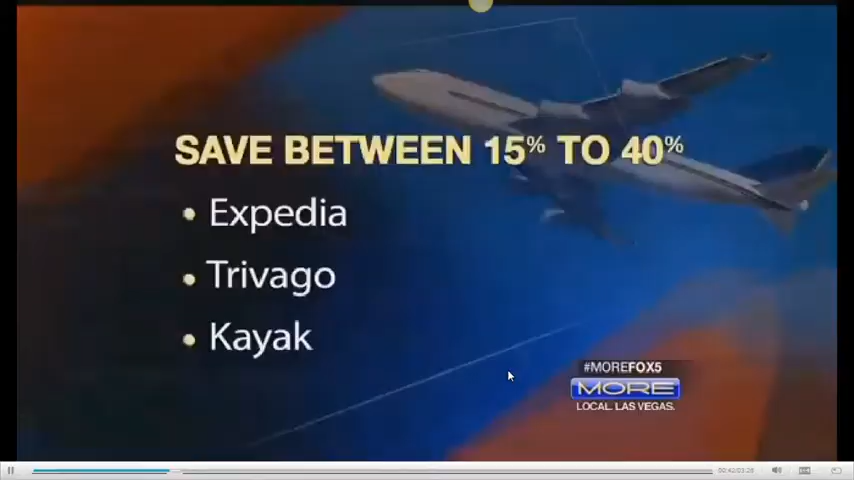 SAVE BETWEEN 15% TO 40%
• Expedia
• Trivago
• Kayak
#MOREFOX5
MORE
LOCAL. LAS VEGAS.